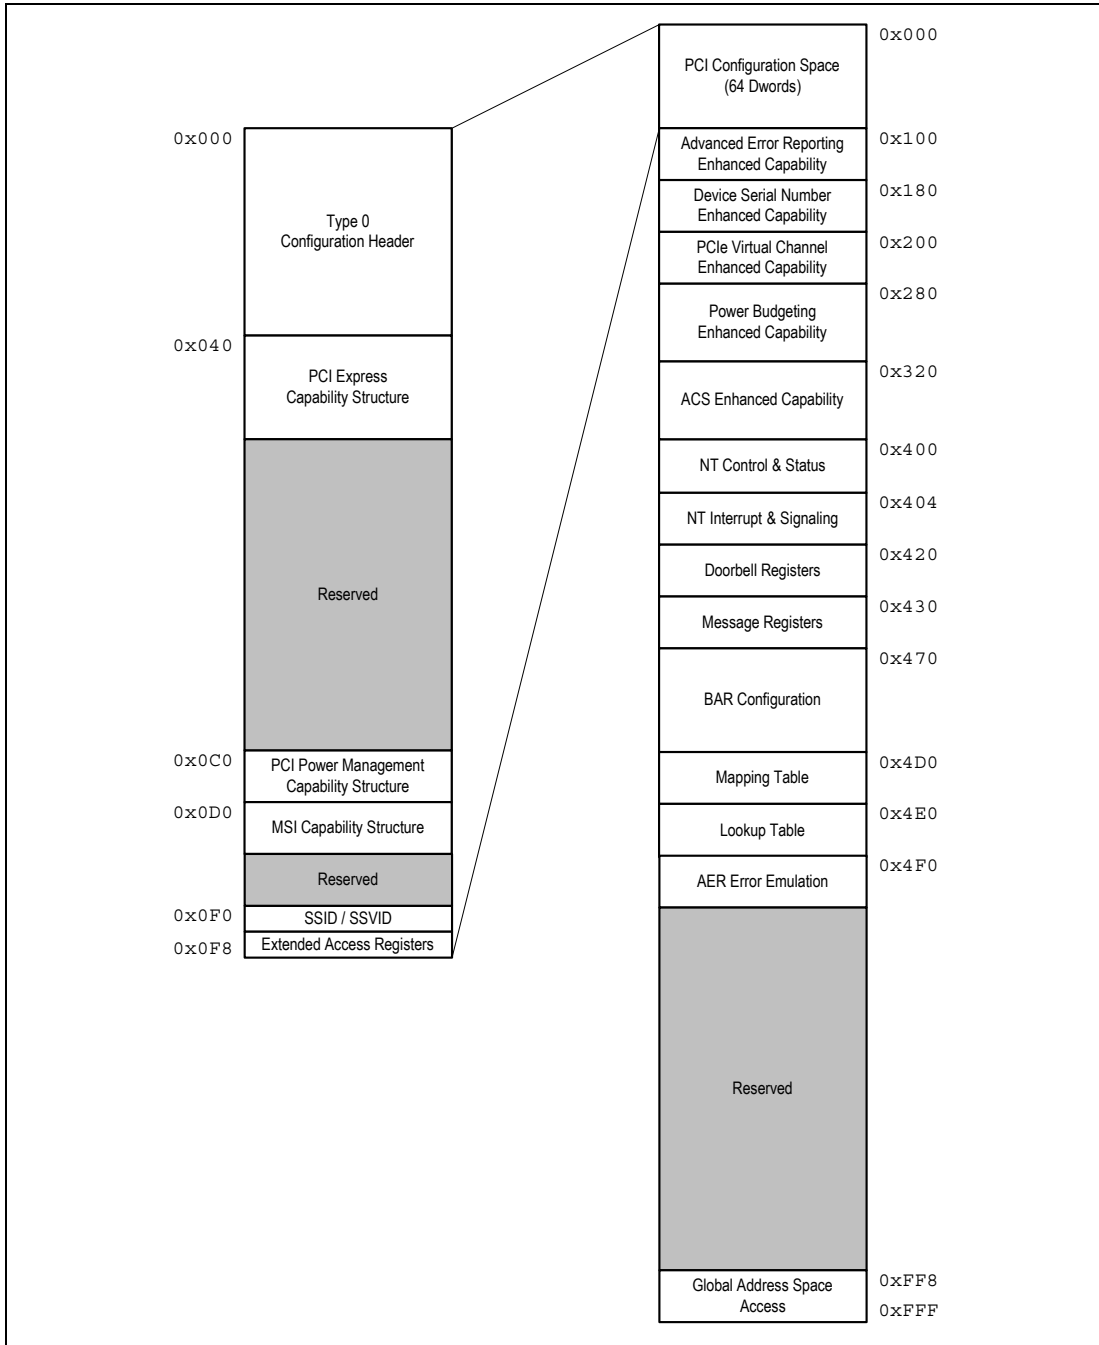 0x000
Type 0
Configuration Header
0x040
PCI Express
Capability Structure
Reserved
0x0C0
PCI Power Management
Capability Structure
0x0D0
MSI Capability Structure
Reserved
0x0F0
SSID / SSVID
0x0F8
Extended Access Registers
PCI Configuration Space
(64 Dwords)
0x000
Advanced Error Reporting
Enhanced Capability
0x100
Device Serial Number
Enhanced Capability
0x180
PCIe Virtual Channel
Enhanced Capability
0x200
Power Budgeting
Enhanced Capability
0x280
ACS Enhanced Capability
0x320
NT Control & Status
0x400
NT Interrupt & Signaling
0x404
Doorbell Registers
0x420
Message Registers
0x430
BAR Configuration
0x470
Mapping Table
0x4D0
Lookup Table
0x4E0
AER Error Emulation
0x4F0
Reserved
Global Address Space
Access
0xFF8
0xFFF